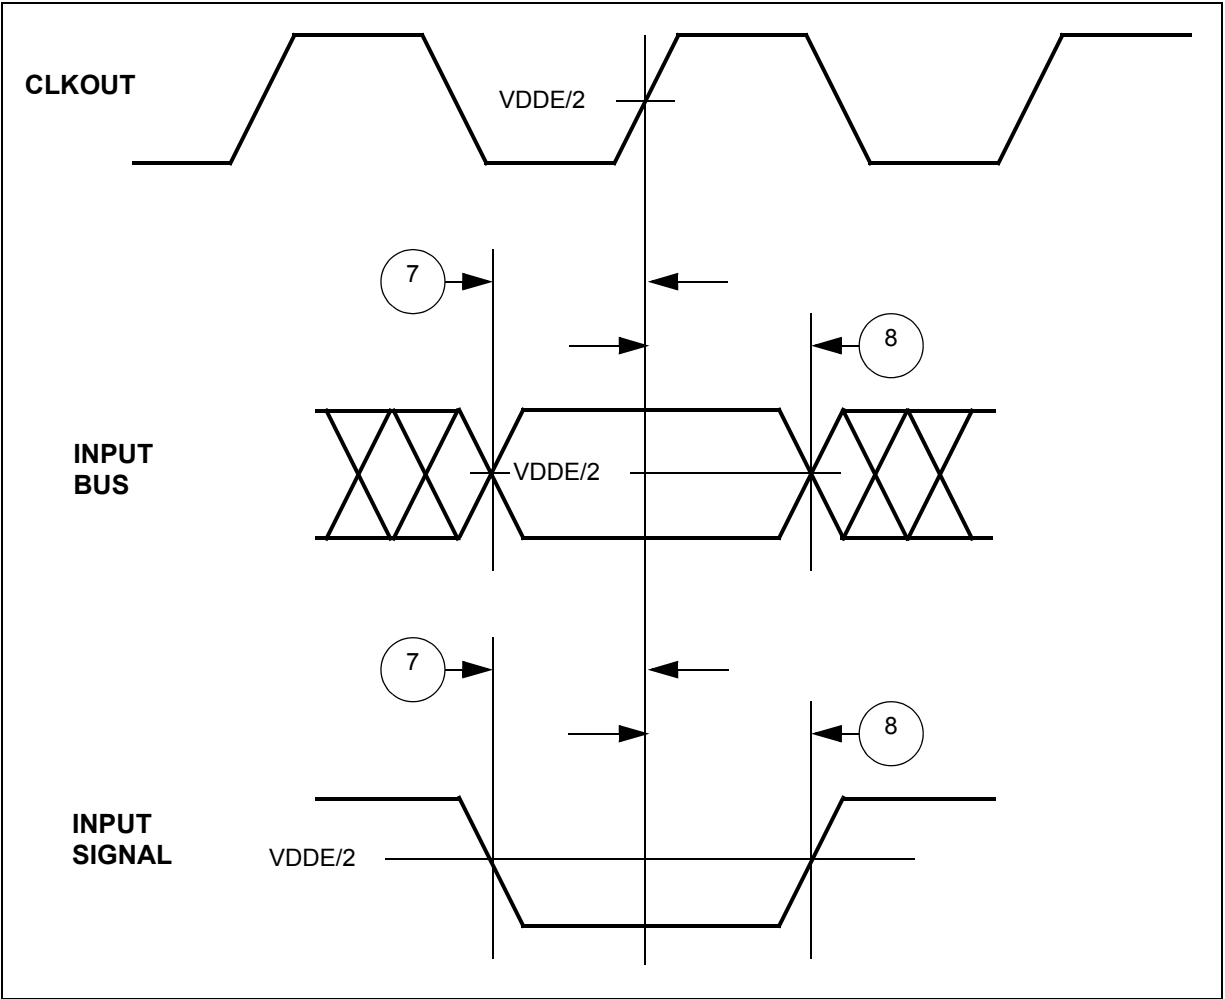 CLKOUT
VDDE/2
7
8
INPUT
BUS
VDDE/2
7
8
INPUT
SIGNAL
VDDE/2